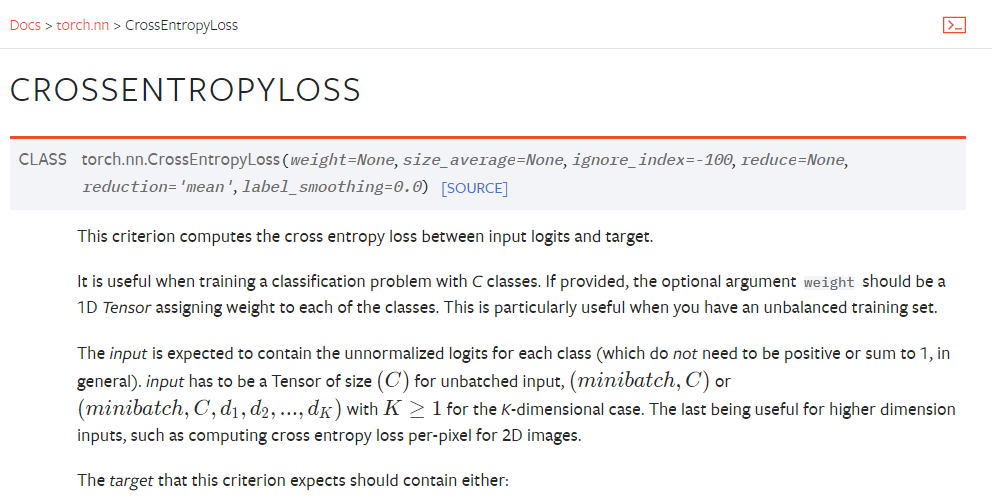 Docs > torch.nn > CrossEntropyLoss
CROSSENTROPYLOSS
CLASS torch.nn.CrossEntropyLoss(weight=None, size_average=None, ignore_index=-100, reduce=None,
reduction='mean', label_smoothing=0.0) [SOURCE]
This criterion computes the cross entropy loss between input logits and target.
It is useful when training a classification problem with C classes. If provided, the optional argument weight should be a
1D Tensor assigning weight to each of the classes. This is particularly useful when you have an unbalanced training set.
The input is expected to contain the unnormalized logits for each class (which do not need to be positive or sum to 1, in
general). input has to be a Tensor of size (C) for unbatched input, (minibatch, C) or
(minibatch, C, d₁, d₂, ..., d_K) with K ≥ 1 for the K-dimensional case. The last being useful for higher dimension
inputs, such as computing cross entropy loss per-pixel for 2D images.
The target that this criterion expects should contain either: